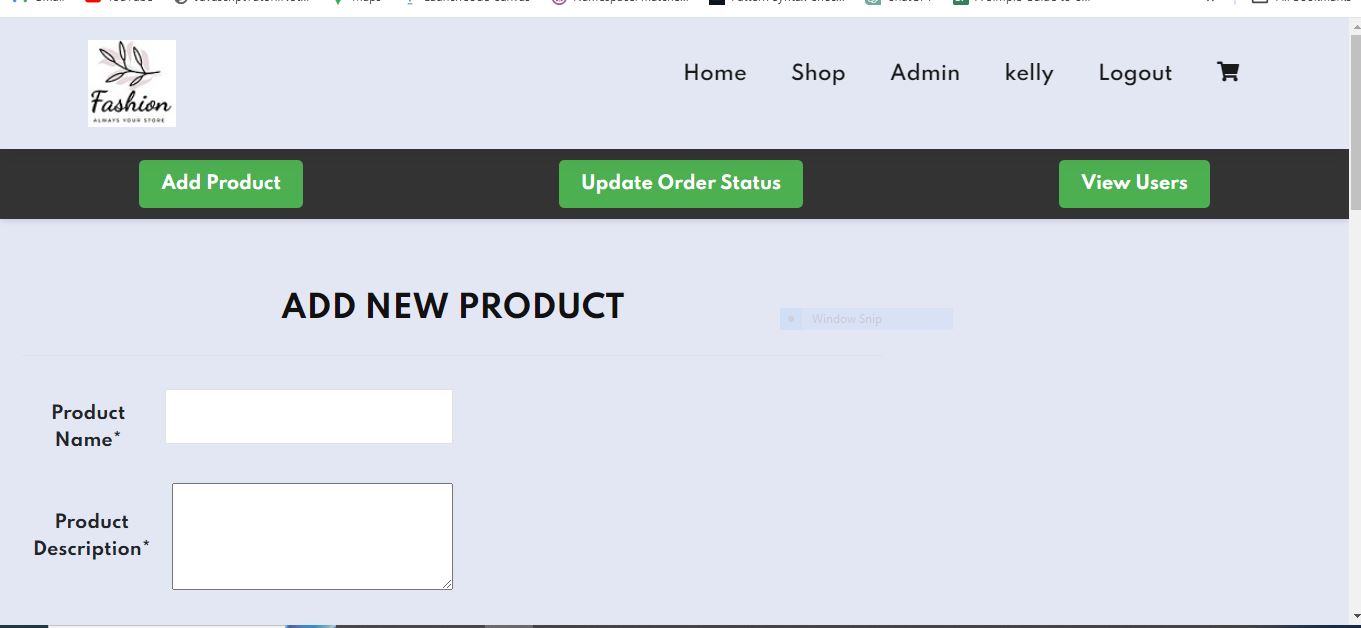 Fashion
ALWAYS YOUR STORE
Home Shop Admin kelly Logout
Add Product Update Order Status View Users
ADD NEW PRODUCT
Window Snip
Product
Name*
Product
Description*